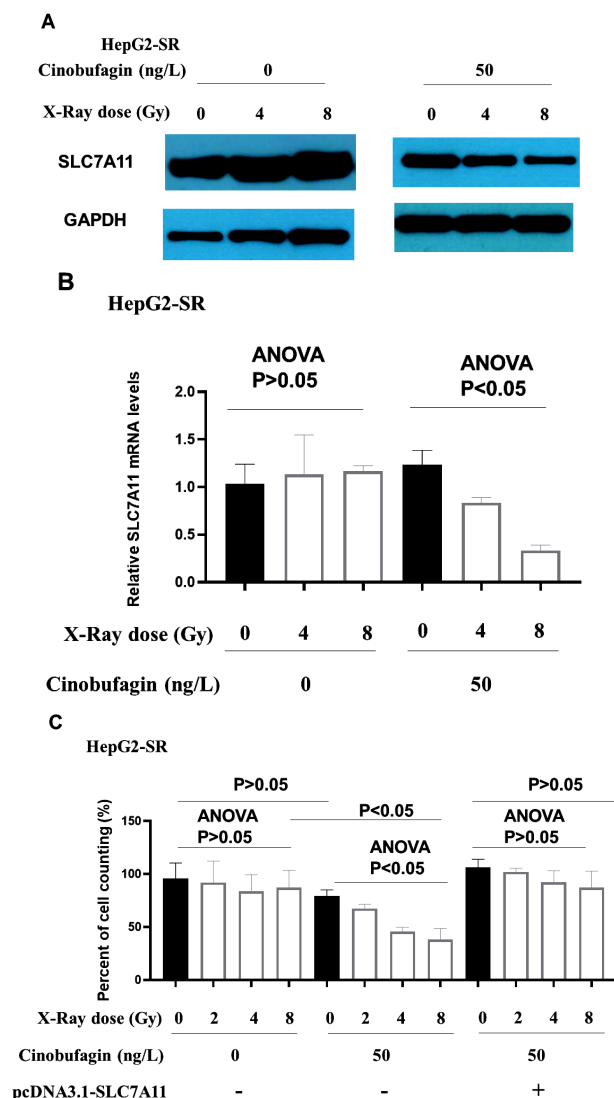 A
HepG2-SR
Cinobufagin (ng/L) 0 50
X-Ray dose (Gy) 0 4 8 0 4 8
SLC7A11
GAPDH
B
HepG2-SR
ANOVA
P>0.05
ANOVA
P<0.05
Relative SLC7A11 mRNA levels
2.0
1.5
1.0
0.5
0.0
X-Ray dose (Gy) 0 4 8 0 4 8
Cinobufagin (ng/L) 0 50
C
HepG2-SR
P>0.05
P>0.05
ANOVA
P>0.05
P<0.05
ANOVA
P<0.05
ANOVA
P>0.05
Percent of cell counting (%)
150
100
50
0
X-Ray dose (Gy) 0 2 4 8 0 2 4 8 0 2 4 8
Cinobufagin (ng/L) 0 50 50
pcDNA3.1-SLC7A11 - - +